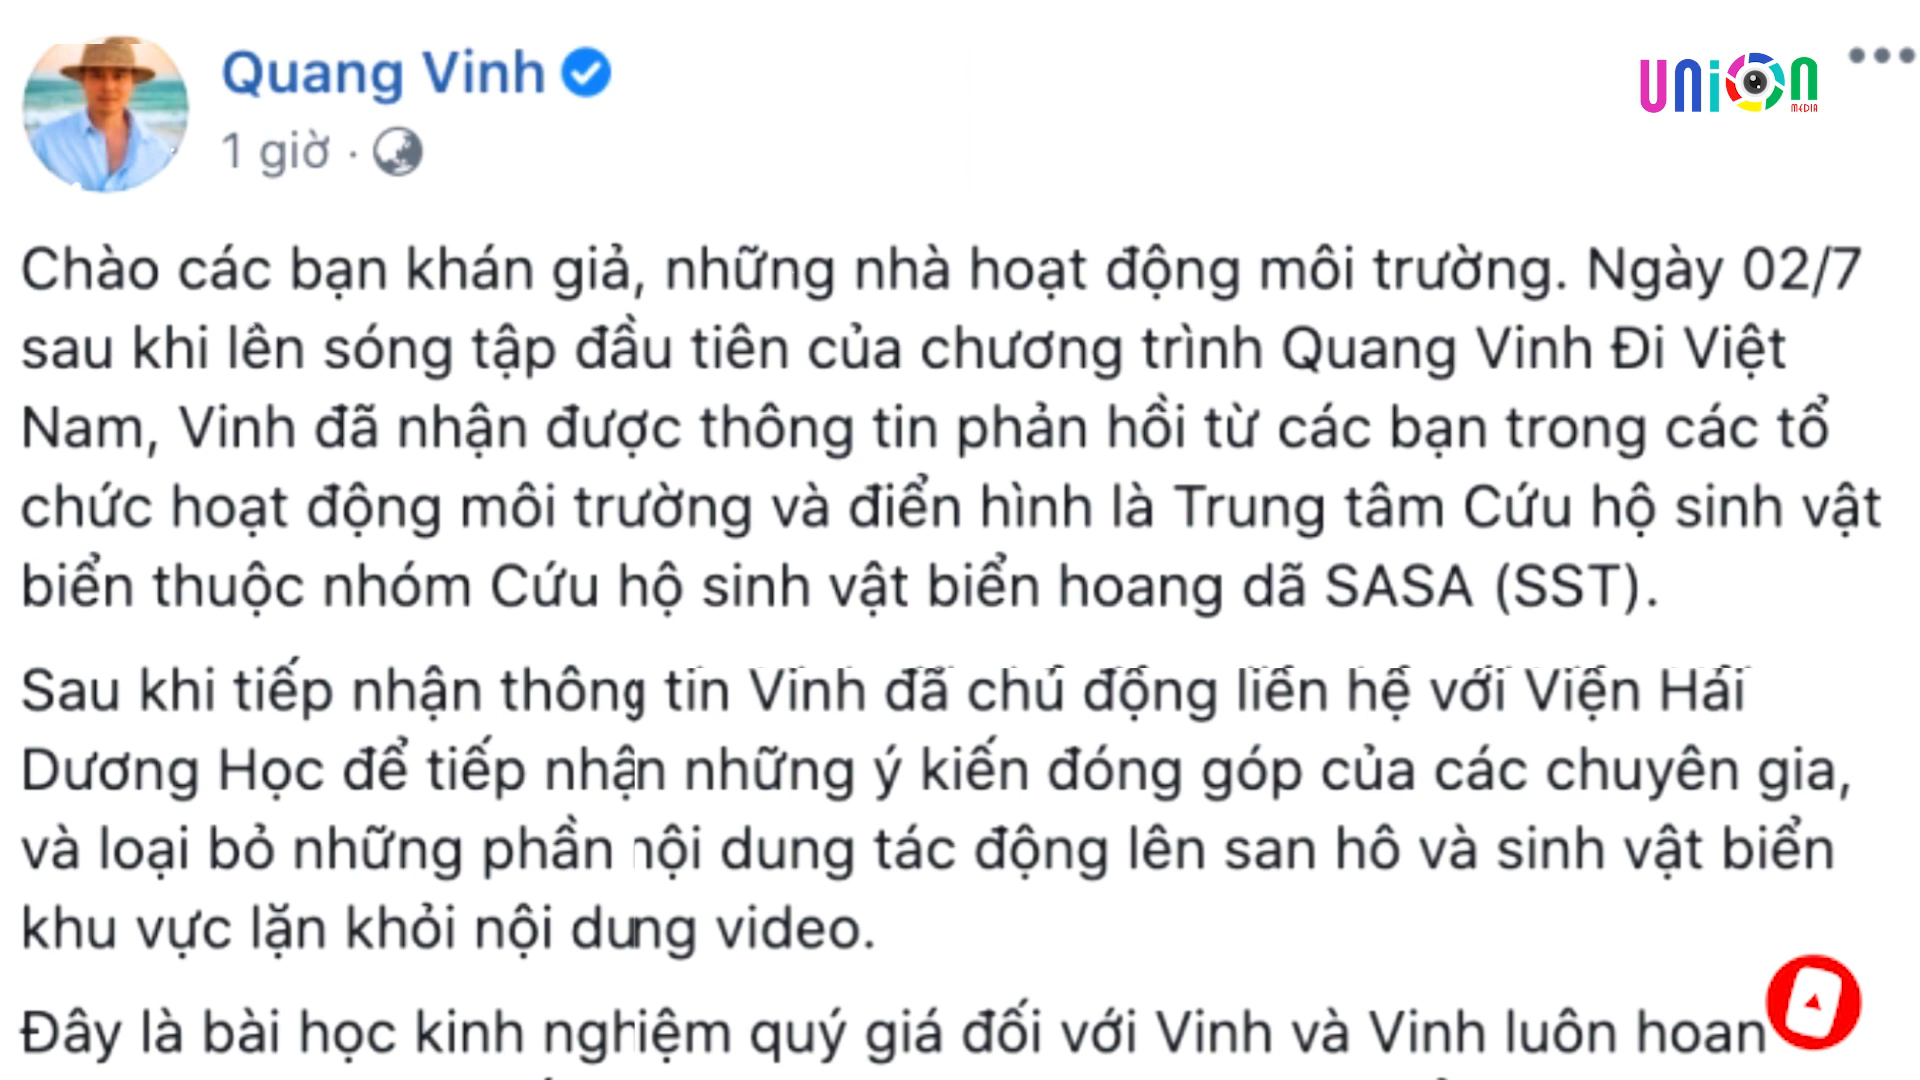 Quang Vinh
UNION
MEDIA
1 giờ ·
Chào các bạn khán giả, những nhà hoạt động môi trường. Ngày 02/7
sau khi lên sóng tập đầu tiên của chương trình Quang Vinh Đi Việt
Nam, Vinh đã nhận được thông tin phản hồi từ các bạn trong các tổ
chức hoạt động môi trường và điển hình là Trung tâm Cứu hộ sinh vật
biển thuộc nhóm Cứu hộ sinh vật biển hoang dã SASA (SST).
Sau khi tiếp nhận thông tin Vinh đã chủ động liên hệ với Viện Hải
Dương Học để tiếp nhận những ý kiến đóng góp của các chuyên gia,
và loại bỏ những phần nội dung tác động lên san hô và sinh vật biển
khu vực lặn khỏi nội dung video.
Đây là bài học kinh nghiệm quý giá đối với Vinh và Vinh luôn hoan